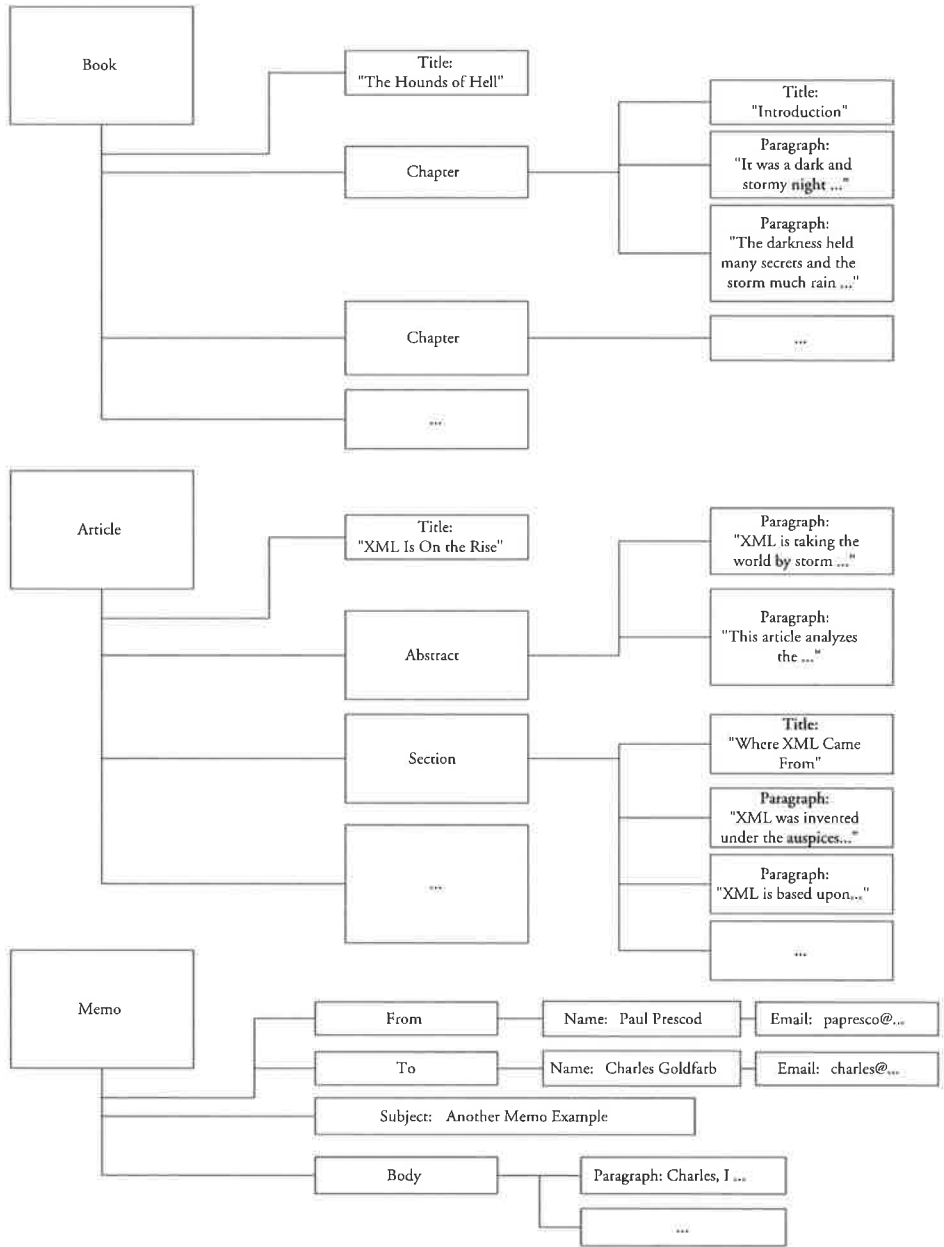 Book
Title:
"The Hounds of Hell"
Chapter
Title:
"Introduction"
Paragraph:
"It was a dark and
stormy night ..."
Paragraph:
"The darkness held
many secrets and the
storm much rain ..."
Chapter
...
...
Article
Title:
"XML Is On the Rise"
Abstract
Paragraph:
"XML is taking the
world by storm ..."
Paragraph:
"This article analyzes
the ..."
Section
Title:
"Where XML Came
From"
Paragraph:
"XML was invented
under the auspices..."
Paragraph:
"XML is based upon..."
...
...
Memo
From
Name: Paul Prescod
Email: papresco@...
To
Name: Charles Goldfarb
Email: charles@...
Subject: Another Memo Example
Body
Paragraph: Charles, I ...
...